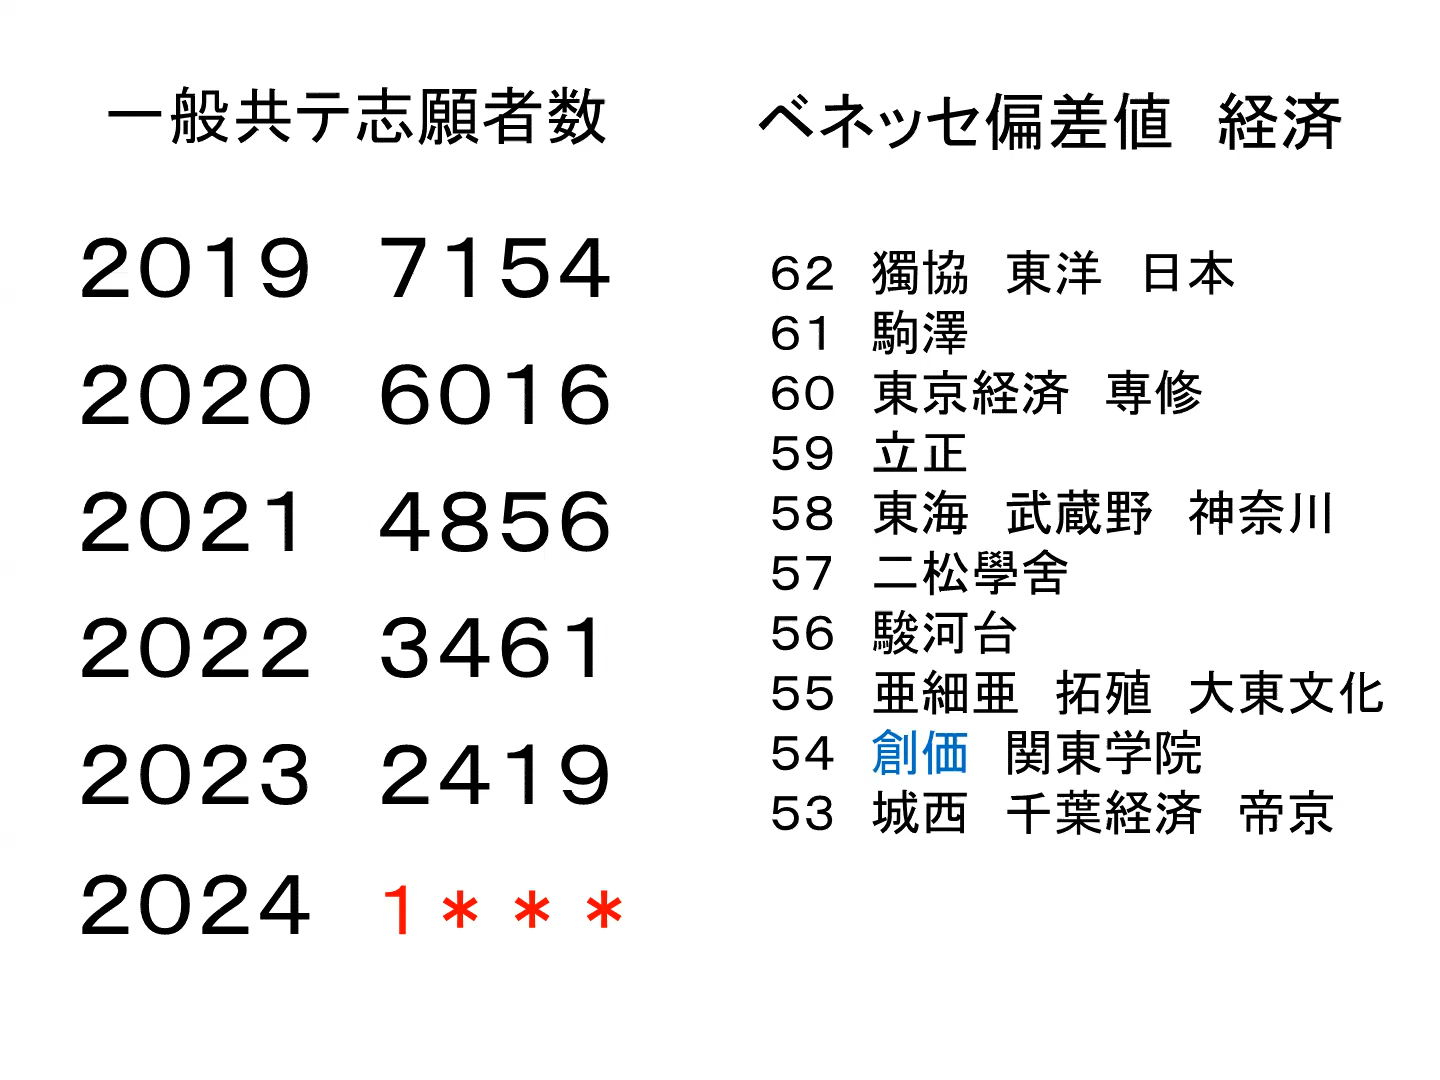 一般共テ志願者数
2019　7154
2020　6016
2021　4856
2022　3461
2023　2419
2024　1＊＊＊
ベネッセ偏差値　経済
62　獨協　東洋　日本
61　駒澤
60　東京経済　専修
59　立正
58　東海　武蔵野　神奈川
57　二松學舍
56　駿河台
55　亜細亜　拓殖　大東文化
54　創価　関東学院
53　城西　千葉経済　帝京